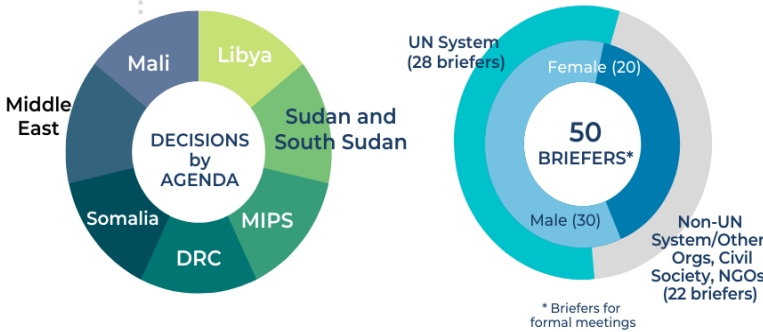 Mali
Libya
Middle
East
Sudan and
South Sudan
DECISIONS
by
AGENDA
Somalia
MIPS
DRC
UN System
(28 briefers)
Female (20)
50
BRIEFERS*
Male (30)
Non-UN
System/Other
Orgs, Civil
Society, NGOs
(22 briefers)
* Briefers for
formal meetings